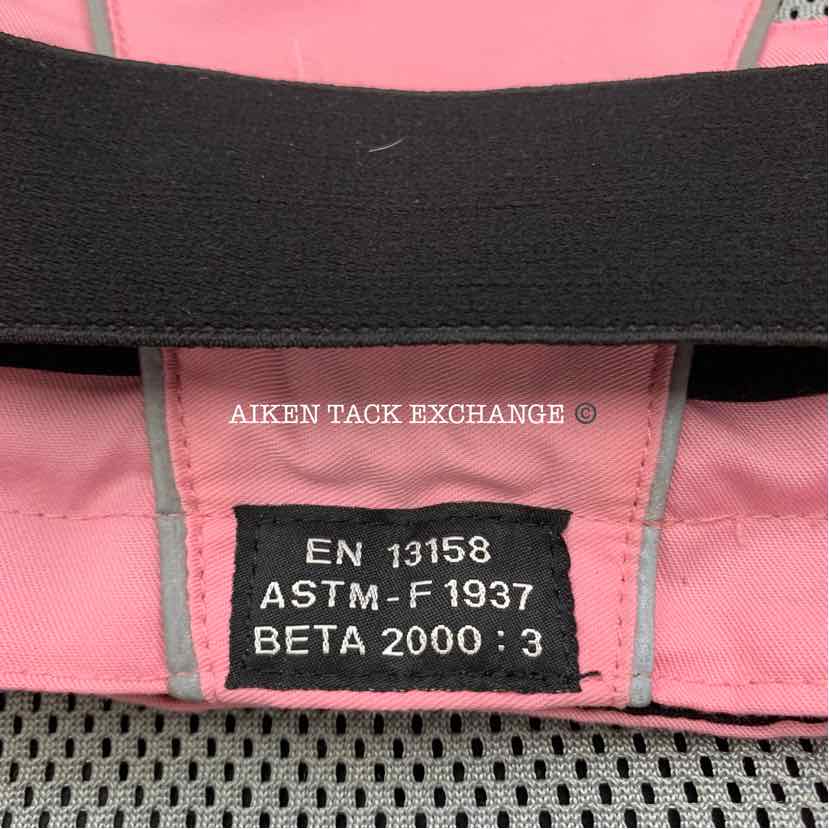 AIKEN TACK EXCHANGE ©
EN 13158
ASTM-F 1937
BETA 2000 : 3